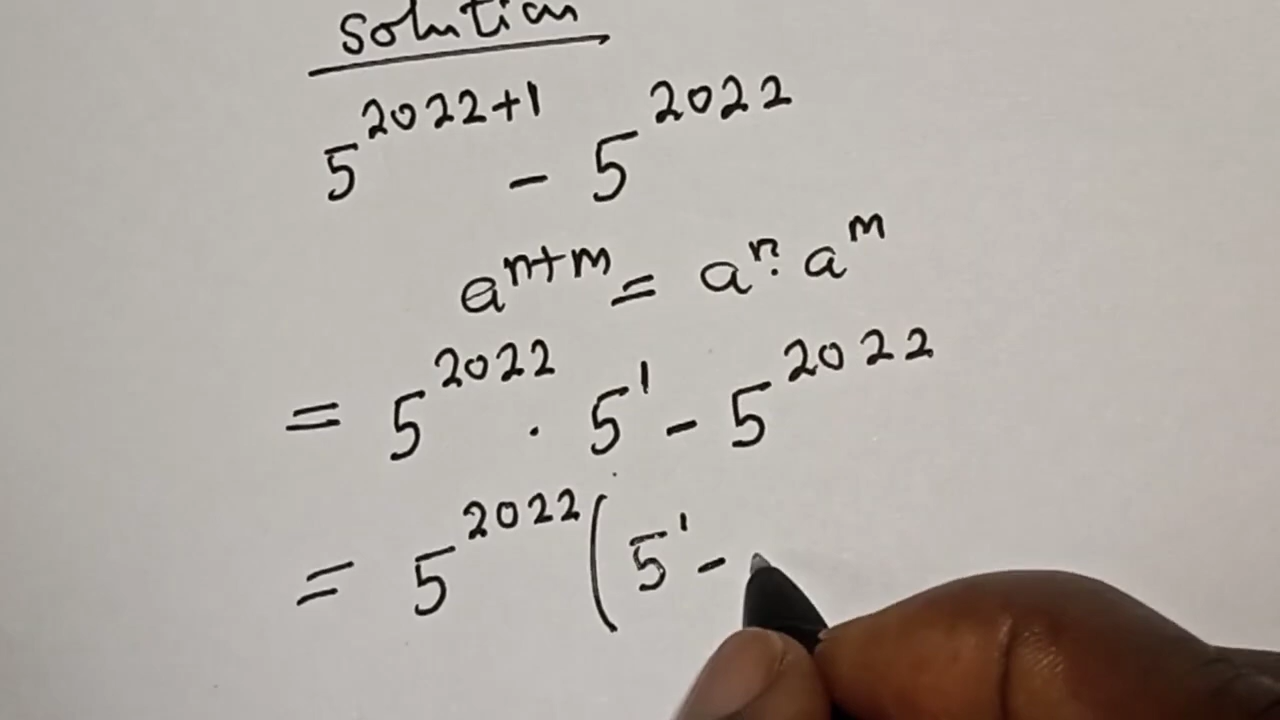 solution
5^2022+1 - 5^2022
a^n+m = a^n . a^m
= 5^2022 . 5^1 - 5^2022
= 5^2022 ( 5^1 -